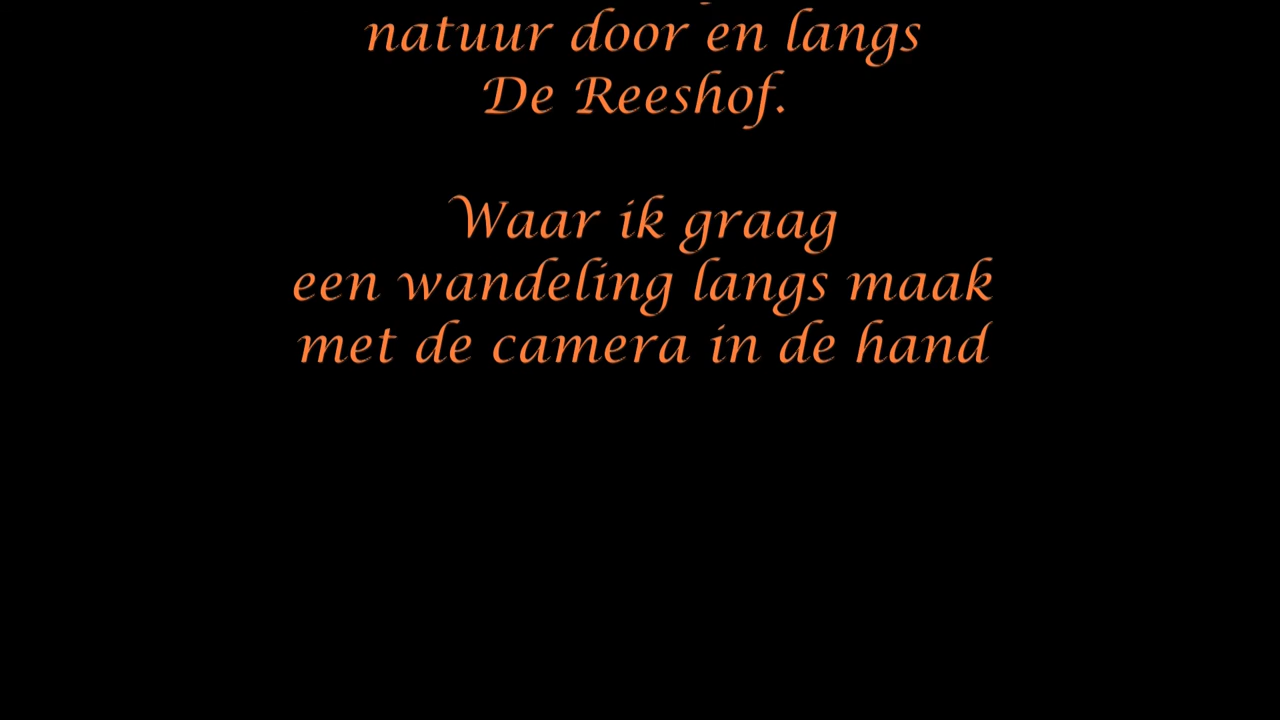 natuur door en langs
De Reeshof.
Waar ik graag
een wandeling langs maak
met de camera in de hand